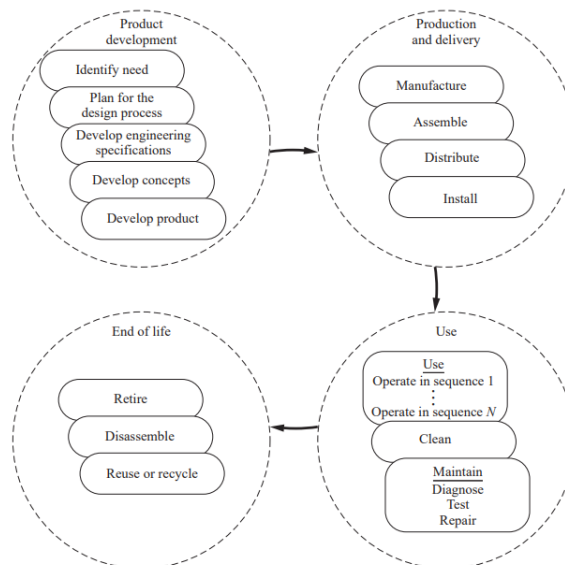 Product
development
Identify need
Plan for the
design process
Develop engineering
specifications
Develop concepts
Develop product
Production
and delivery
Manufacture
Assemble
Distribute
Install
Use
Use
Operate in sequence 1
⋮
Operate in sequence N
Clean
Maintain
Diagnose
Test
Repair
End of life
Retire
Disassemble
Reuse or recycle